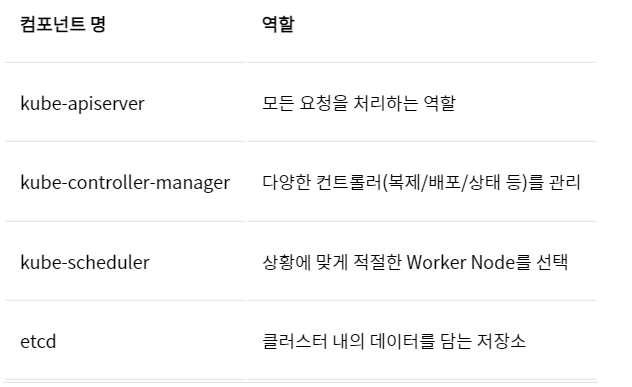 컴포넌트 명 역할
kube-apiserver 모든 요청을 처리하는 역할
kube-controller-manager 다양한 컨트롤러(복제/배포/상태 등)를 관리
kube-scheduler 상황에 맞게 적절한 Worker Node를 선택
etcd 클러스터 내의 데이터를 담는 저장소